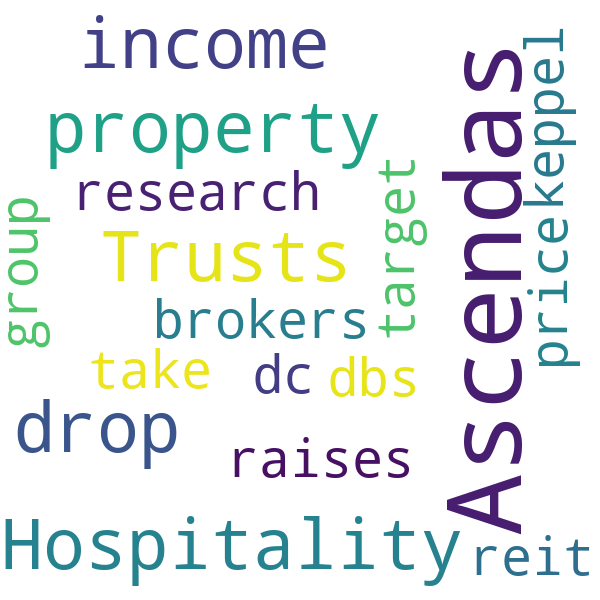 income
property
research
Trusts
group
target
brokers
take
dc
dbs
drop
raises
Hospitality
Ascendas
keppel
price
reit